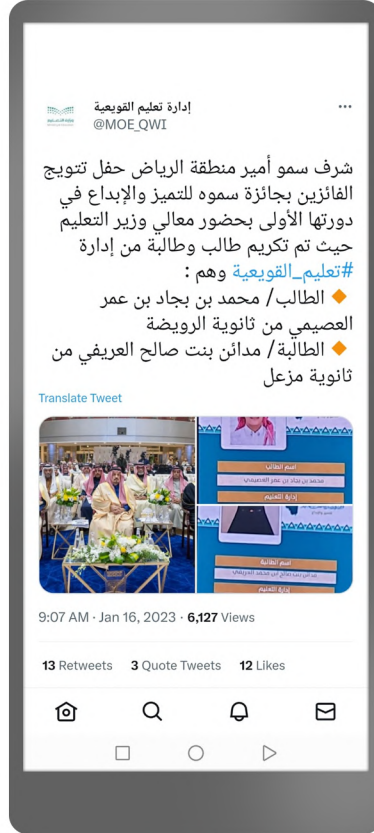 إدارة تعليم القويعية
@MOE_QWI
شرف سمو أمير منطقة الرياض حفل تتويج
الفائزين بجائزة سموه للتميز والإبداع في
دورتها الأولى بحضور معالي وزير التعليم
حيث تم تكريم طالب وطالبة من إدارة
#تعليم_القويعية وهم :
🔸 الطالب/ محمد بن بجاد بن عمر
العصيمي من ثانوية الرويضة
🔸 الطالبة/ مدائن بنت صالح العريفي من
ثانوية مزعل
Translate Tweet
اسم الطالب
محمد بن بجاد بن عمر العصيمي
إدارة التعليم
اسم الطالبة
إدارة التعليم
9:07 AM · Jan 16, 2023 · 6,127 Views
13 Retweets 3 Quote Tweets 12 Likes